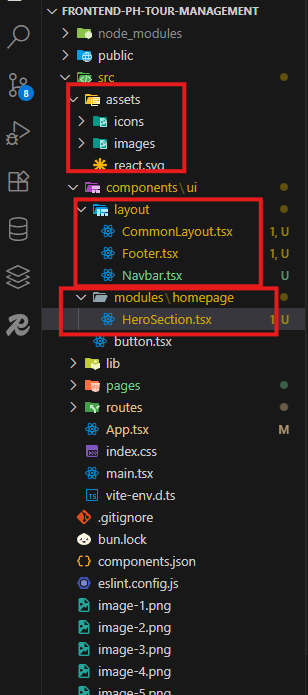 FRONTEND-PH-TOUR-MANAGEMENT
node_modules
public
src
assets
icons
images
react.svg
components\ui
layout
CommonLayout.tsx 1, U
Footer.tsx 1, U
Navbar.tsx U
modules\homepage
HeroSection.tsx 1, U
button.tsx
lib
pages
routes
App.tsx M
index.css
main.tsx
TS vite-env.d.ts
.gitignore
bun.lock
components.json
eslint.config.js
image-1.png
image-2.png
image-3.png
image-4.png
image-5.png
8